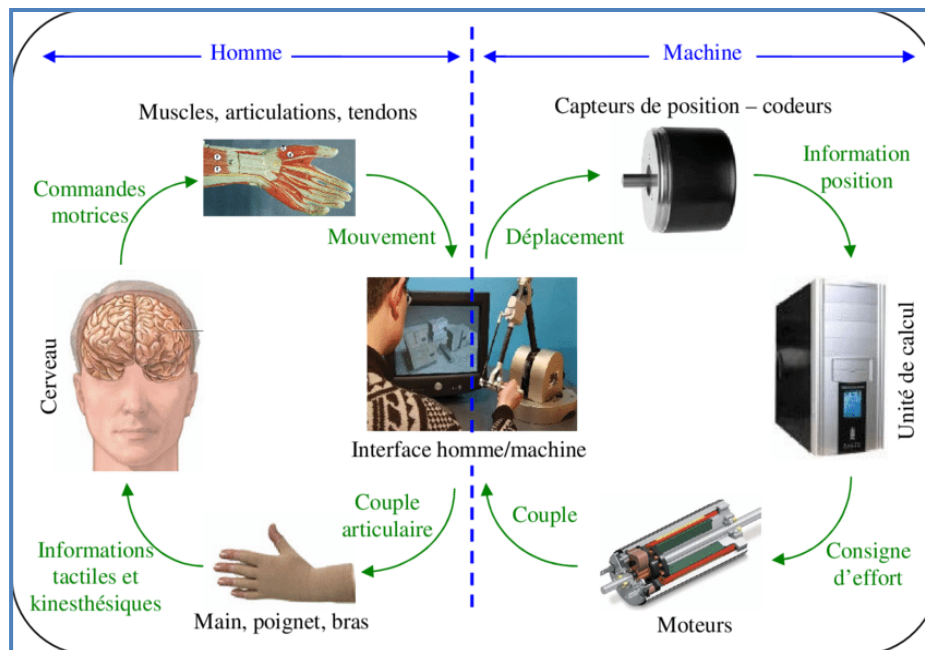 Homme
Machine
Muscles, articulations, tendons
Capteurs de position – codeurs
Commandes
motrices
Mouvement
Déplacement
Information
position
Cerveau
Interface homme/machine
Unité de calcul
Informations
tactiles et
kinesthésiques
Couple
articulaire
Couple
Consigne
d'effort
Main, poignet, bras
Moteurs